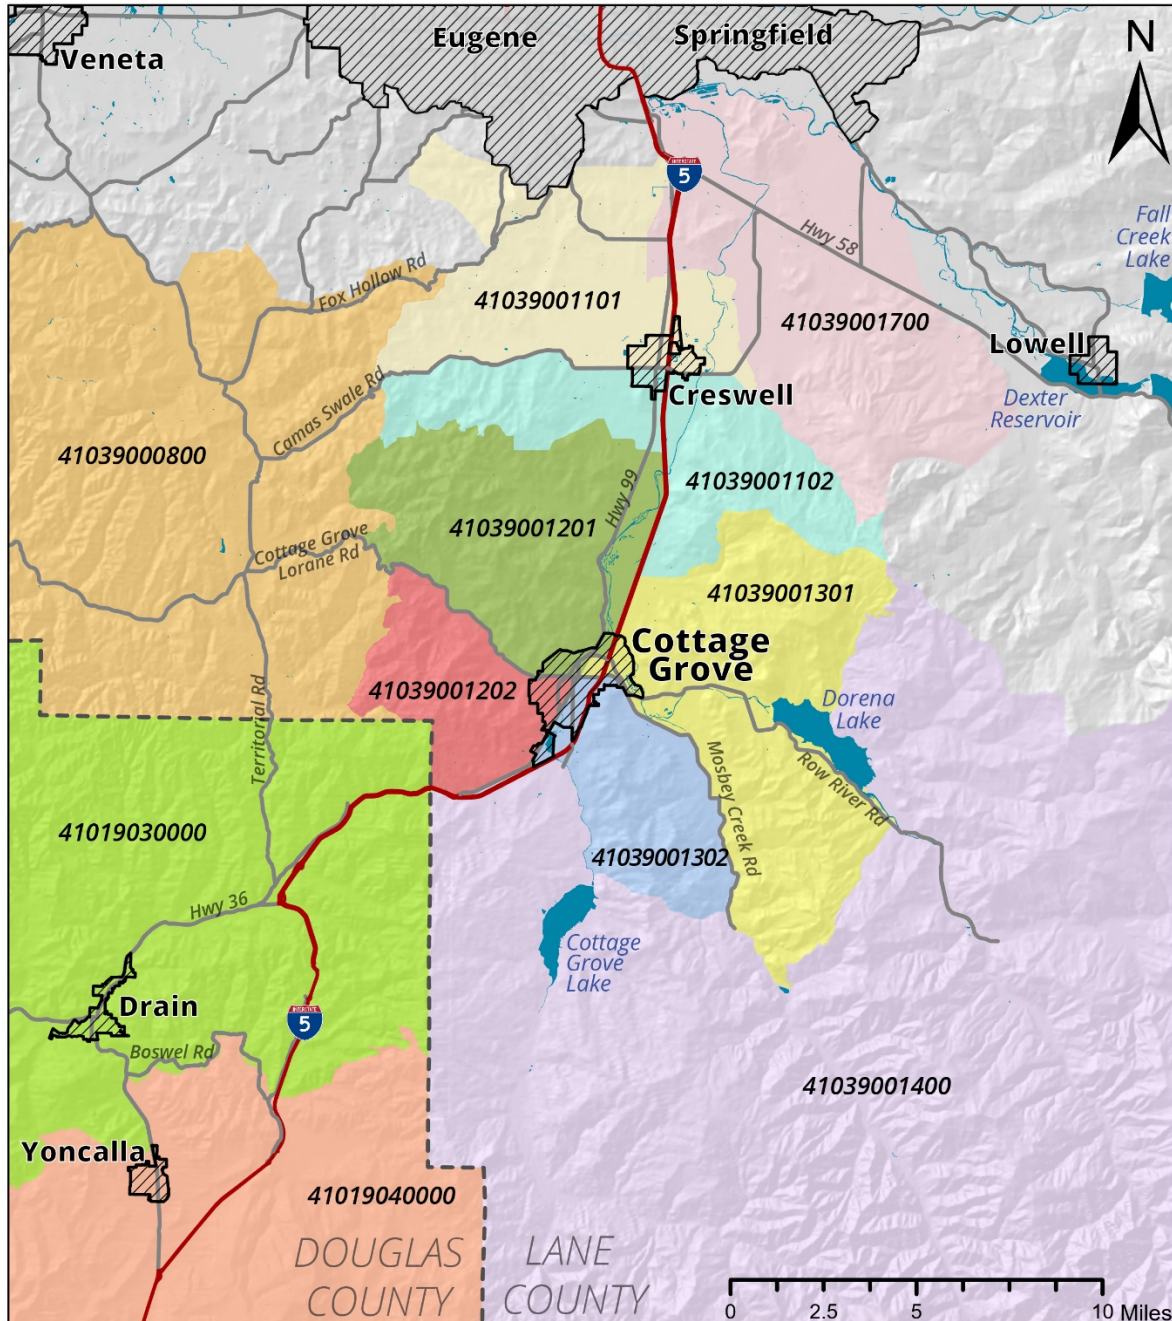 Eugene
Springfield
Veneta
N
INTERSTATE
5
Fall
Creek
Lake
Hwy 58
Fox Hollow Rd
41039001101
41039001700
Lowell
Camas Swale Rd
Creswell
Dexter
Reservoir
41039000800
41039001102
Hwy 99
41039001201
Cottage Grove
Lorane Rd
41039001301
Cottage
Grove
41039001202
Territorial Rd
Dorena
Lake
Mosbey Creek Rd
Row River Rd
41019030000
41039001302
Hwy 36
Cottage
Grove
Lake
Drain
INTERSTATE
5
Boswel Rd
41039001400
Yoncalla
41019040000
DOUGLAS
COUNTY
LANE
COUNTY
0 2.5 5 10 Miles